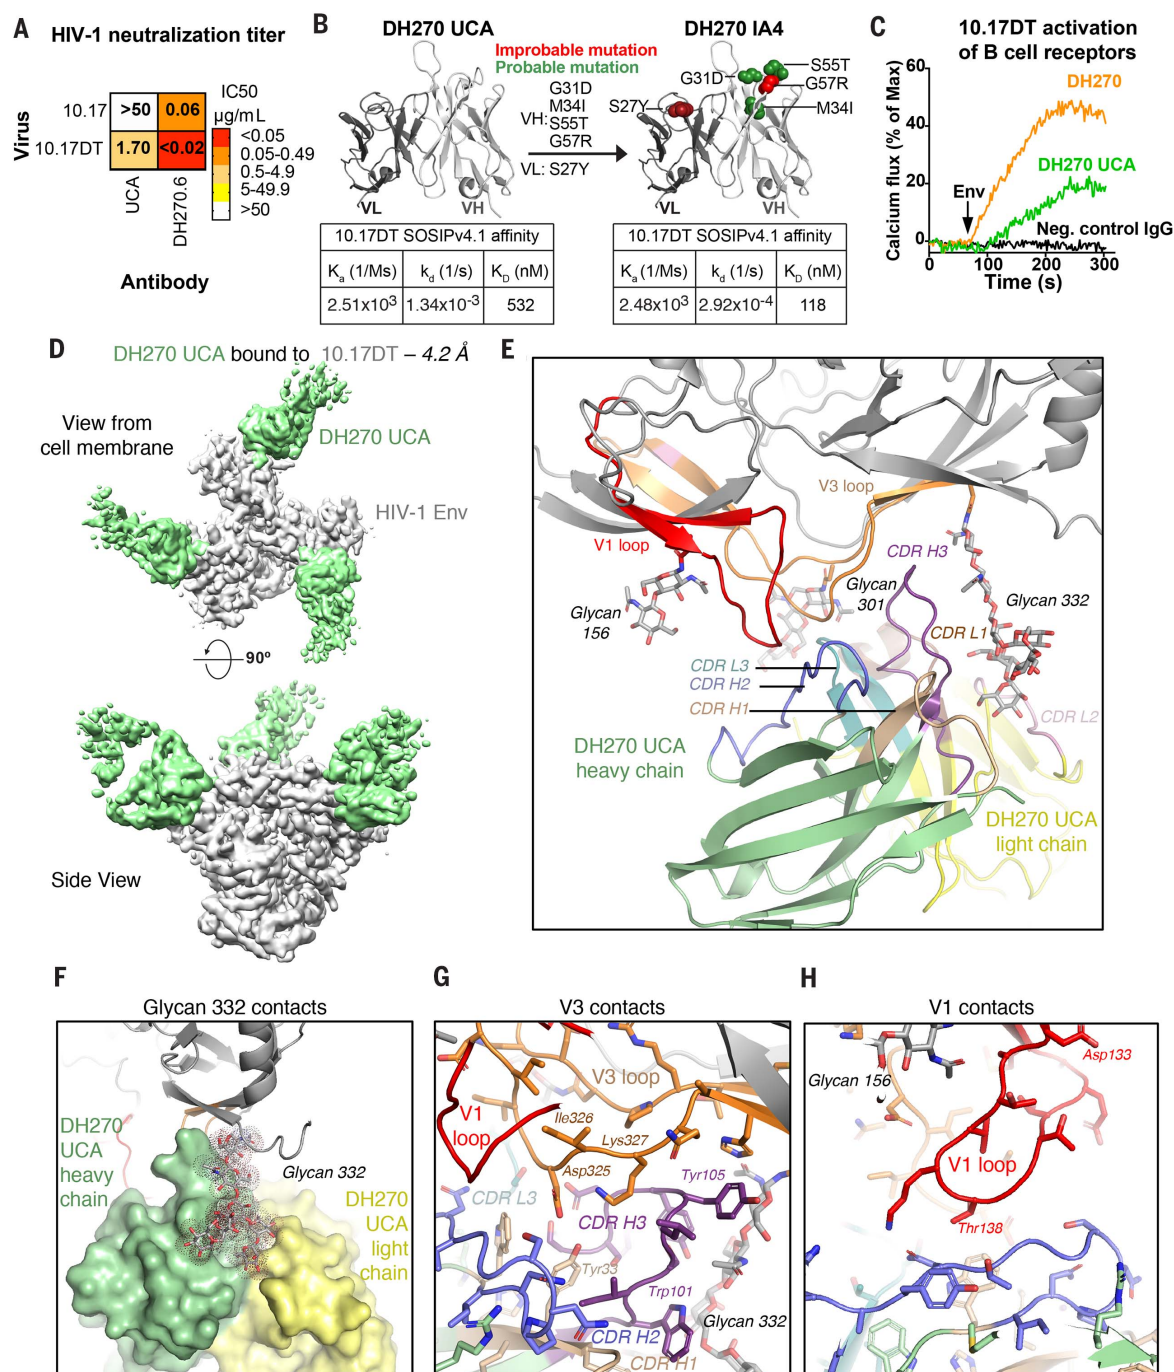 A
HIV-1 neutralization titer
Virus
10.17
10.17DT
>50
0.06
1.70
<0.02
UCA
DH270.6
Antibody
IC50
µg/mL
<0.05
0.05-0.49
0.5-4.9
5-49.9
>50
B
DH270 UCA
DH270 IA4
Improbable mutation
Probable mutation
G31D
M34I
VH:
S55T
G57R
VL: S27Y
VL
VH
S27Y
G31D
S55T
G57R
M34I
VL
VH
10.17DT SOSIPv4.1 affinity
Ka (1/Ms) kd (1/s) KD (nM)
2.51x10³ 1.34x10⁻³ 532
10.17DT SOSIPv4.1 affinity
Ka (1/Ms) kd (1/s) KD (nM)
2.48x10³ 2.92x10⁻⁴ 118
C
10.17DT activation
of B cell receptors
Calcium flux (% of Max)
60
40
20
0
DH270
DH270 UCA
Env
Neg. control IgG
0 100 200 300
Time (s)
D
DH270 UCA bound to 10.17DT – 4.2 Å
View from
cell membrane
DH270 UCA
HIV-1 Env
90º
Side View
E
V3 loop
V1 loop
CDR H3
Glycan
156
Glycan
301
Glycan 332
CDR L1
CDR L3
CDR H2
CDR H1
CDR L2
DH270 UCA
heavy chain
DH270 UCA
light chain
F
Glycan 332 contacts
DH270
UCA
heavy
chain
Glycan 332
DH270
UCA
light
chain
G
V3 contacts
V3 loop
V1
loop
Ile326
Lys327
Asp325
Tyr105
CDR L3
CDR H3
Tyr33
Trp101
Glycan 332
CDR H2
CDR H1
H
V1 contacts
Asp133
Glycan 156
V1 loop
Thr138